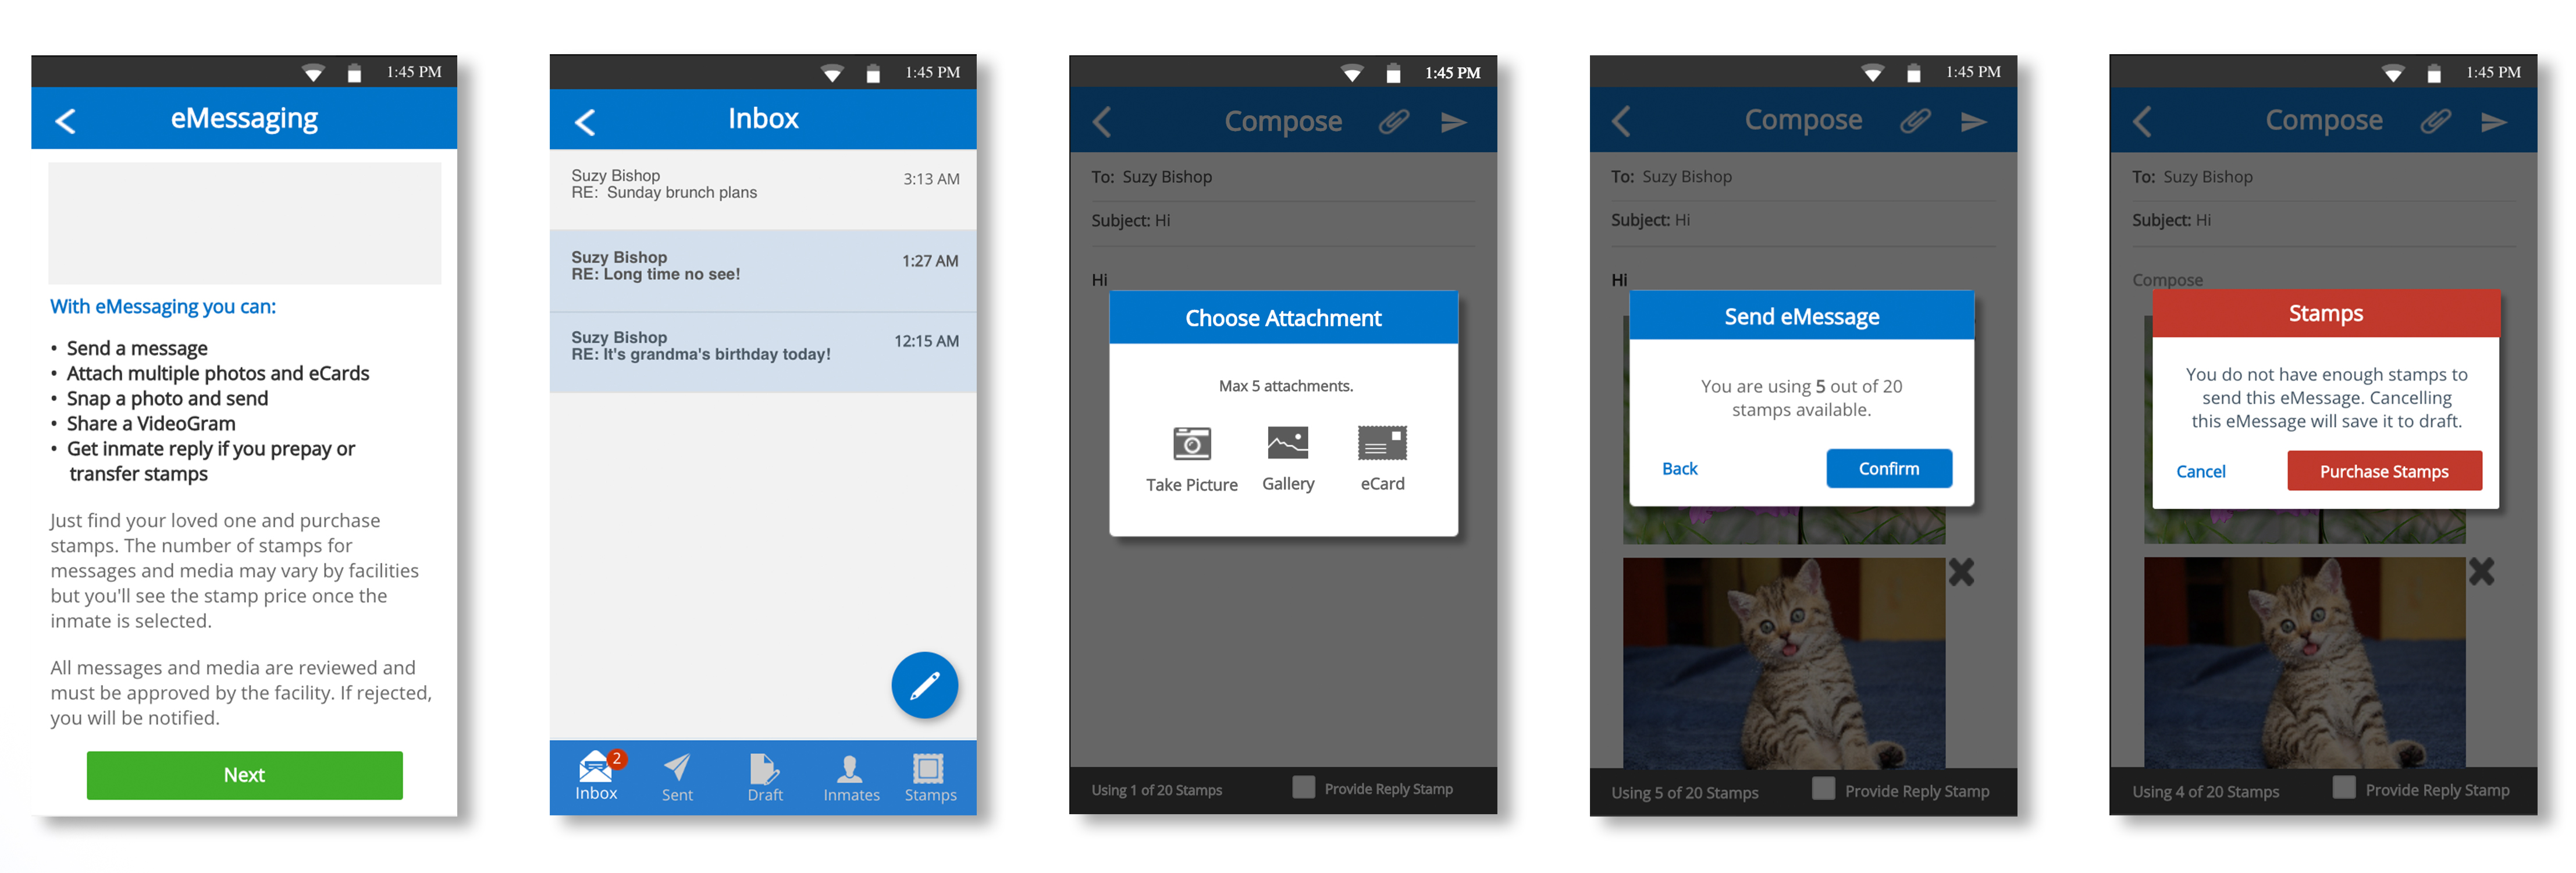 1:45 PM
eMessaging
With eMessaging you can:
• Send a message
• Attach multiple photos and eCards
• Snap a photo and send
• Share a VideoGram
• Get inmate reply if you prepay or
transfer stamps
Just find your loved one and purchase
stamps. The number of stamps for
messages and media may vary by facilities
but you'll see the stamp price once the
inmate is selected.
All messages and media are reviewed and
must be approved by the facility. If rejected,
you will be notified.
Next
1:45 PM
Inbox
Suzy Bishop
3:13 AM
RE: Sunday brunch plans
Suzy Bishop
1:27 AM
RE: Long time no see!
Suzy Bishop
12:15 AM
RE: It's grandma's birthday today!
2
Inbox
Sent
Draft
Inmates
Stamps
1:45 PM
Compose
To: Suzy Bishop
Subject: Hi
Hi
Choose Attachment
Max 5 attachments.
Take Picture
Gallery
eCard
Using 1 of 20 Stamps
Provide Reply Stamp
1:45 PM
Compose
To: Suzy Bishop
Subject: Hi
Hi
Send eMessage
You are using 5 out of 20
stamps available.
Back
Confirm
Using 5 of 20 Stamps
Provide Reply Stamp
1:45 PM
Compose
To: Suzy Bishop
Subject: Hi
Compose
Stamps
You do not have enough stamps to
send this eMessage. Cancelling
this eMessage will save it to draft.
Cancel
Purchase Stamps
Using 4 of 20 Stamps
Provide Reply Stamp